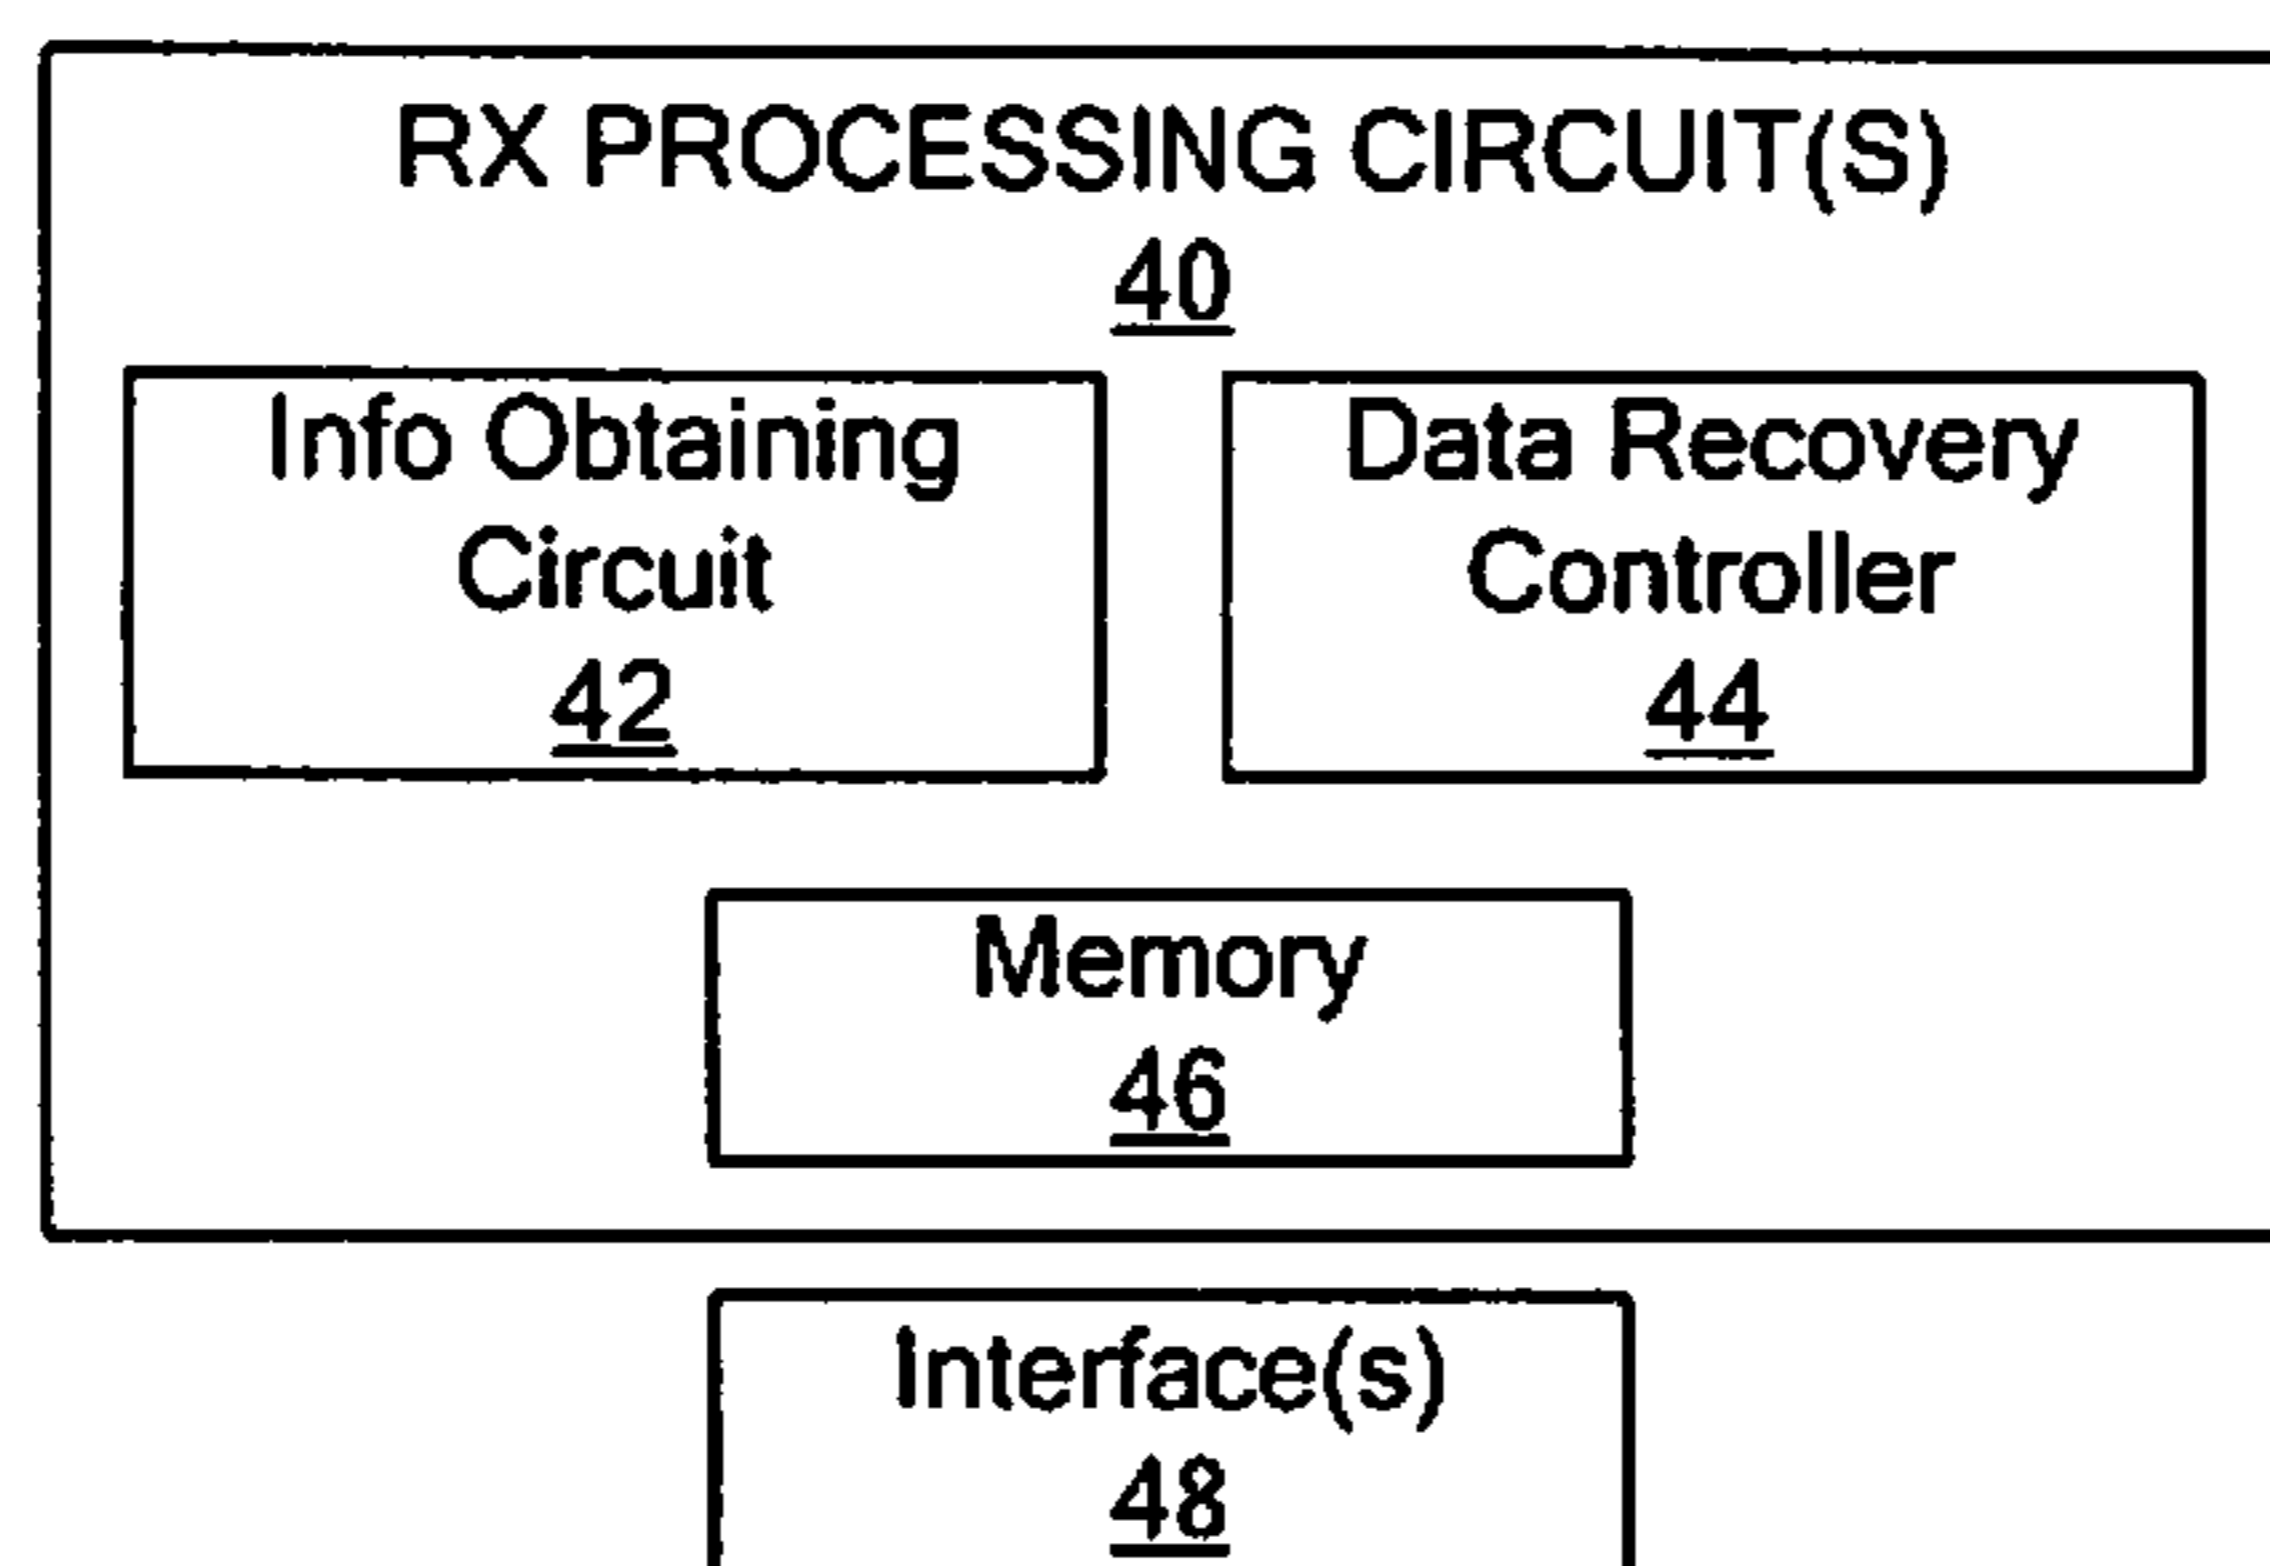 RX PROCESSING CIRCUIT(S)
40
Info Obtaining
Circuit
42
Data Recovery
Controller
44
Memory
46
Interface(s)
48